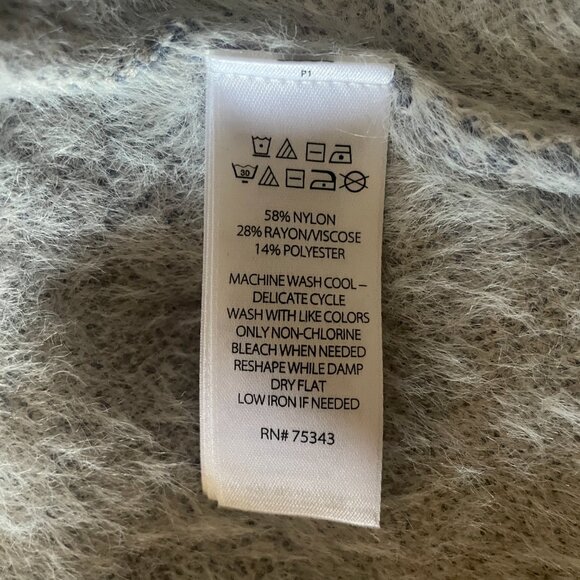 P1
30
58% NYLON
28% RAYON/VISCOSE
14% POLYESTER
MACHINE WASH COOL –
DELICATE CYCLE
WASH WITH LIKE COLORS
ONLY NON-CHLORINE
BLEACH WHEN NEEDED
RESHAPE WHILE DAMP
DRY FLAT
LOW IRON IF NEEDED
RN# 75343